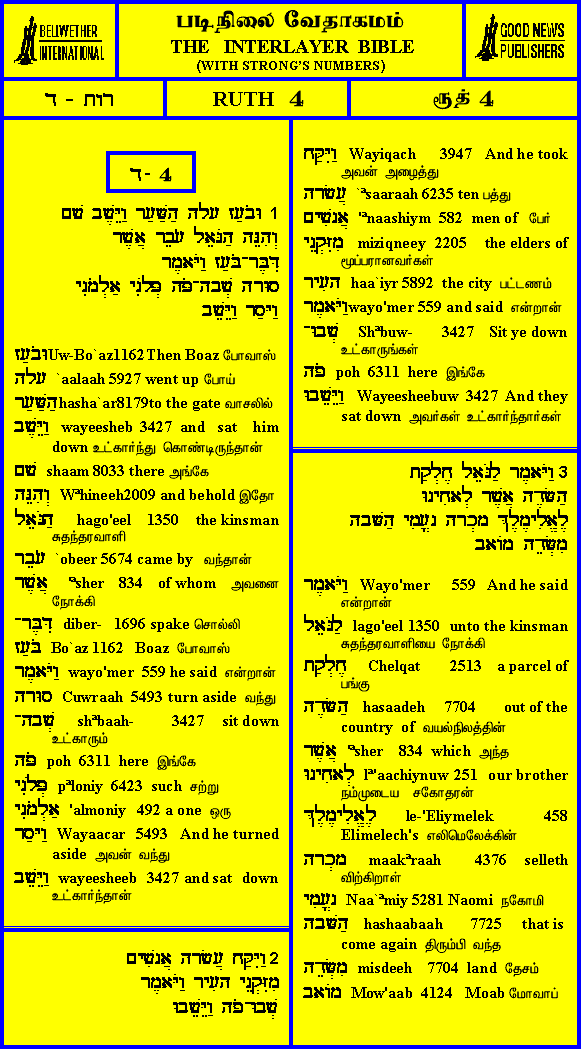 BELLWETHER
INTERNATIONAL
படிநிலை வேதாகமம்
THE INTERLAYER BIBLE
(WITH STRONG'S NUMBERS)
GOOD NEWS
PUBLISHERS
רות - ד
RUTH 4
ரூத் 4
ד- 4
1 וּבֹעַז עָלָה הַשַּׁעַר וַיֵּשֶׁב שָׁם
וְהִנֵּה הַגֹּאֵל עֹבֵר אֲשֶׁר
דִּבֶּר־בֹּעַז וַיֹּאמֶר
סוּרָה שְׁבָה־פֹּה פְּלֹנִי אַלְמֹנִי
וַיָּסַר וַיֵּשֵׁב
וּבֹעַז Uw-Bo`az1162 Then Boaz போவாஸ்
עלה `aalaah 5927 went up போய்
הַשַּׁעַר hasha`ar8179to the gate வாசலில்
וַיֵּשֶׁב wayeesheb 3427 and sat him
down உட்கார்ந்து கொண்டிருந்தான்
שָׁם shaam 8033 there அங்கே
וְהִנֵּה Wªhineeh2009 and behold இதோ
הַגֹּאֵל hago'eel 1350 the kinsman
சுதந்தரவாளி
עֹבֵר `obeer 5674 came by வந்தான்
אֲשֶׁר ªsher 834 of whom அவனை
நோக்கி
דִּבֶּר־ diber- 1696 spake சொல்லி
בֹּעַז Bo`az 1162 Boaz போவாஸ்
וַיֹּאמֶר wayo'mer 559 he said என்றான்
סוּרָה Cuwraah 5493 turn aside வந்து
שְׁבָה־ shªbaah- 3427 sit down
உட்காரும்
פֹּה poh 6311 here இங்கே
פְּלֹנִי pªloniy 6423 such சற்று
אַלְמֹנִי 'almoniy 492 a one ஒரு
וַיָּסַר Wayaacar 5493 And he turned
aside அவன் வந்து
וַיֵּשֵׁב wayeesheeb 3427 and sat down
உட்கார்ந்தான்
2 וַיִּקַּח עֲשָׂרָה אֲנָשִׁים
מִזִּקְנֵי הָעִיר וַיֹּאמֶר
שְׁבוּ־פֹה וַיֵּשֵׁבוּ
וַיִּקַּח Wayiqach 3947 And he took
அவன் அழைத்து
עֲשָׂרָה `ªsaaraah 6235 ten பத்து
אֲנָשִׁים 'ªnaashiym 582 men of பேர்
מִזִּקְנֵי miziqneey 2205 the elders of
மூப்பரானவர்கள்
הָעִיר haa`iyr 5892 the city பட்டணம்
וַיֹּאמֶר wayo'mer 559 and said என்றான்
שְׁבוּ־ Shªbuw- 3427 Sit ye down
உட்காருங்கள்
פֹה poh 6311 here இங்கே
וַיֵּשֵׁבוּ Wayeesheebuw 3427 And they
sat down அவர்கள் உட்கார்ந்தார்கள்
3 וַיֹּאמֶר לַגֹּאֵל חֶלְקַת
הַשָּׂדֶה אֲשֶׁר לְאָחִינוּ
לֶאֱלִימֶלֶךְ מָכְרָה נָעֳמִי הַשָּׁבָה
מִשְּׂדֵה מוֹאָב
וַיֹּאמֶר Wayo'mer 559 And he said
என்றான்
לַגֹּאֵל lago'eel 1350 unto the kinsman
சுதந்தரவாளியை நோக்கி
חֶלְקַת Chelqat 2513 a parcel of
பங்கு
הַשָּׂדֶה hasaadeh 7704 out of the
country of வயல்நிலத்தின்
אֲשֶׁר ªsher 834 which அந்த
לְאָחִינוּ lª'aachiynuw 251 our brother
நம்முடைய சகோதரன்
לֶאֱלִימֶלֶךְ le-'Eliymelek 458
Elimelech's எலிமெலேக்கின்
מָכְרָה maakªraah 4376 selleth
விற்கிறாள்
נָעֳמִי Naa`ªmiy 5281 Naomi நகோமி
הַשָּׁבָה hashaabaah 7725 that is
come again திரும்பி வந்த
מִשְּׂדֵה misdeeh 7704 land தேசம்
מוֹאָב Mow'aab 4124 Moab மோவாப்